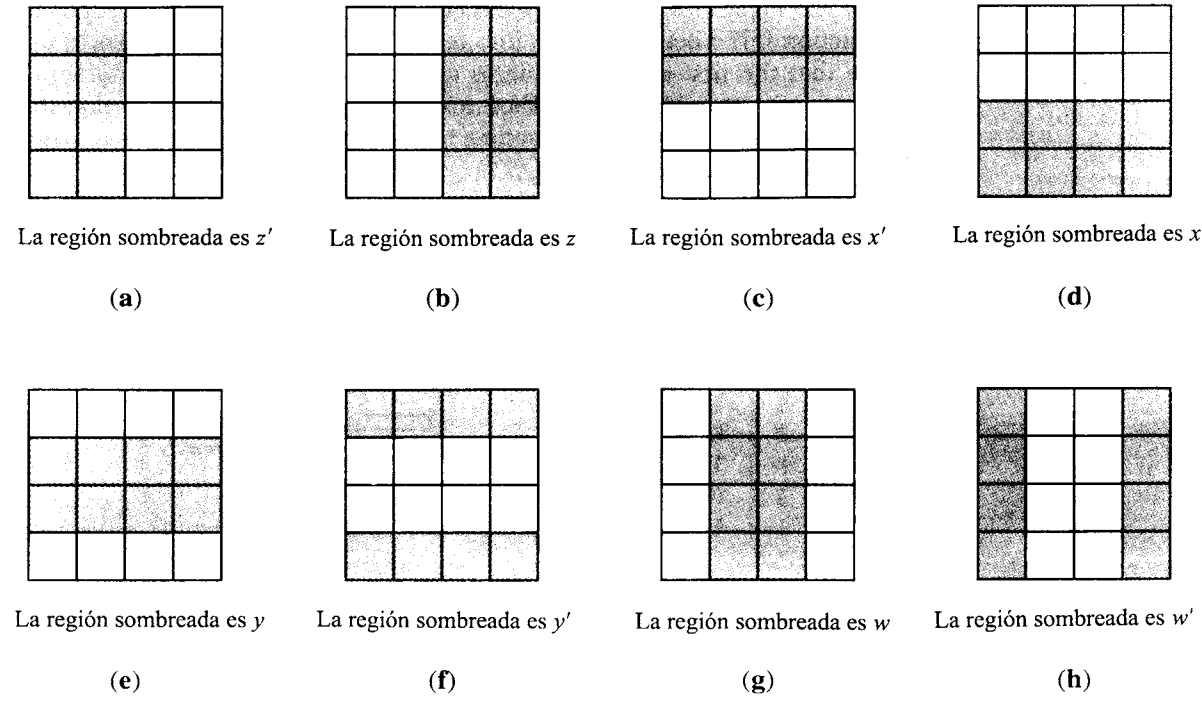 La región sombreada es z′
La región sombreada es z
La región sombreada es x′
La región sombreada es x
(a)
(b)
(c)
(d)
La región sombreada es y
La región sombreada es y′
La región sombreada es w
La región sombreada es w′
(e)
(f)
(g)
(h)